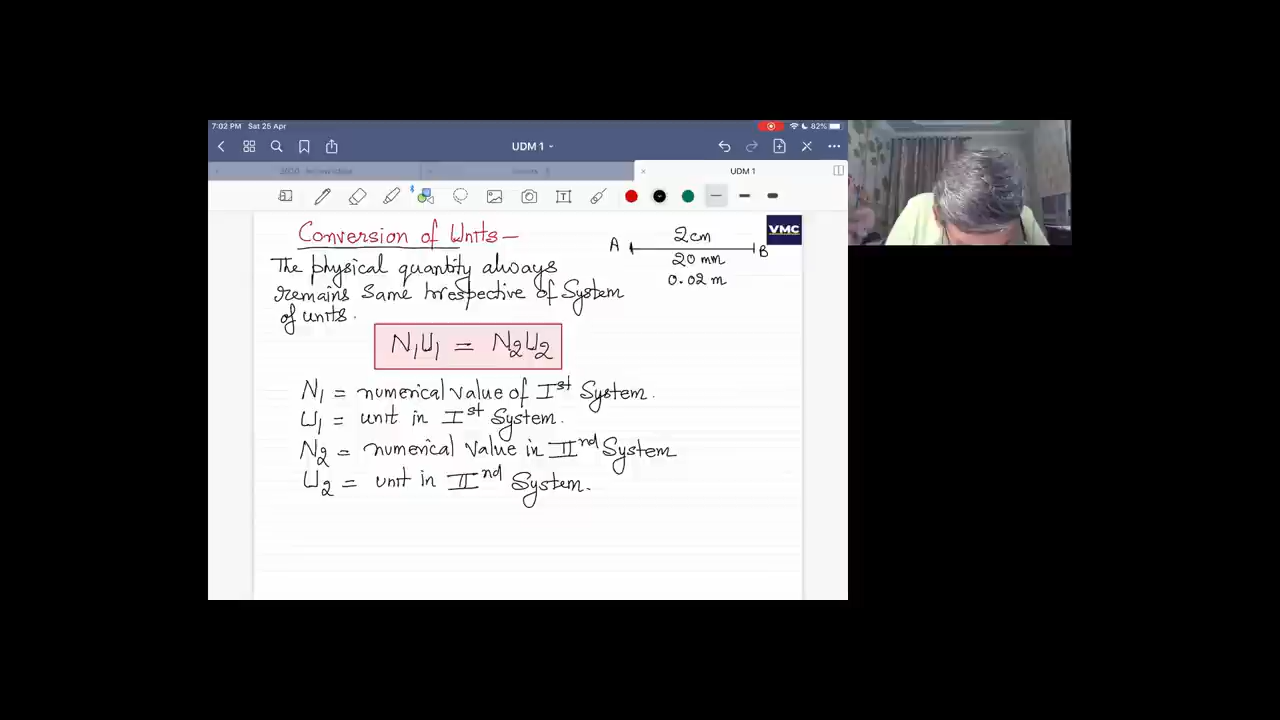 7:02 PM Sat 25 Apr
82%
UDM 1
UDM 1
Conversion of Units –
VMC
The physical quantity always
remains same irrespective of System
of units.
A 2cm B
20 mm
0.02 m
N₁U₁ = N₂U₂
N₁ = numerical value of Iˢᵗ System.
U₁ = unit in Iˢᵗ System.
N₂ = numerical value in IIⁿᵈ System
U₂ = unit in IIⁿᵈ System.